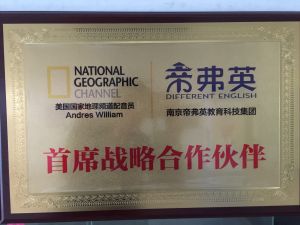 NATIONAL
GEOGRAPHIC
CHANNEL
美国国家地理频道配音员
Andres William
帝弗英
DIFFERENT ENGLISH
南京帝弗英教育科技集团
首席战略合作伙伴